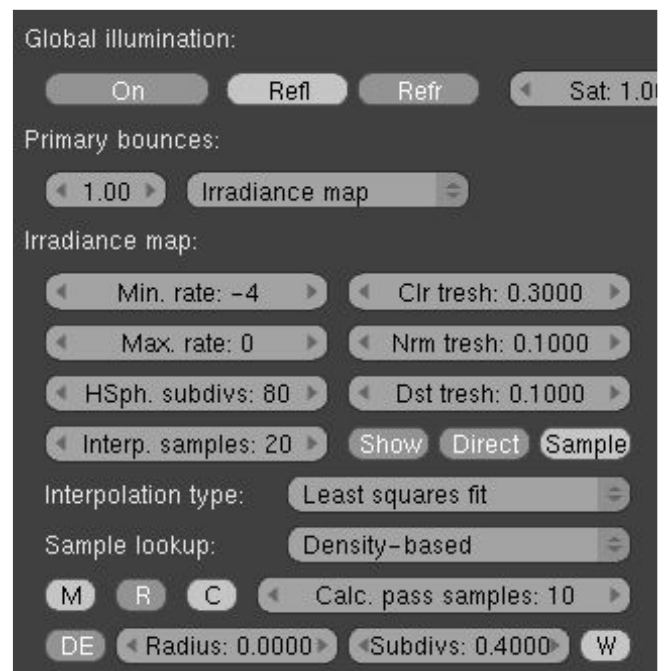 Global illumination:
On Refl Refr Sat: 1.0
Primary bounces:
1.00 Irradiance map
Irradiance map:
Min. rate: -4 Clr tresh: 0.3000
Max. rate: 0 Nrm tresh: 0.1000
HSph. subdivs: 80 Dst tresh: 0.1000
Interp. samples: 20 Show Direct Sample
Interpolation type: Least squares fit
Sample lookup: Density-based
M R C Calc. pass samples: 10
DE Radius: 0.0000 Subdivs: 0.4000 W